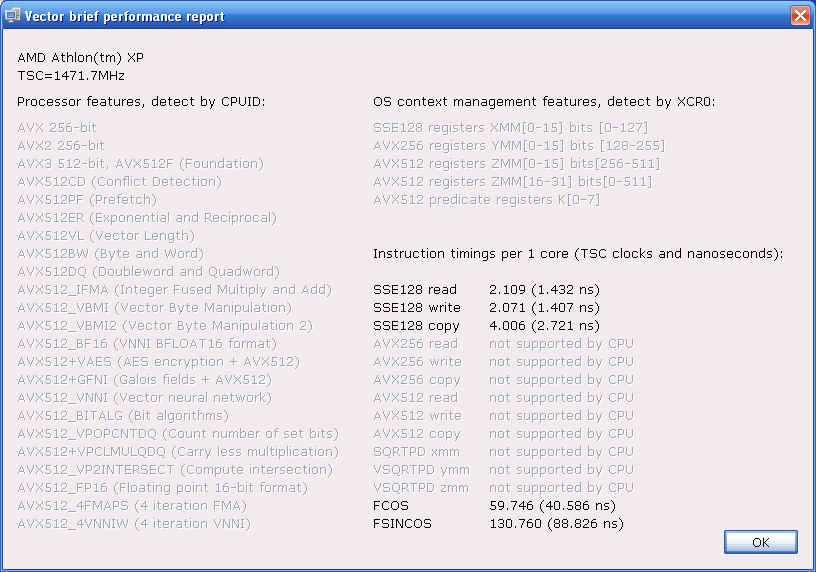 Vector brief performance report
AMD Athlon(tm) XP
TSC=1471.7MHz
Processor features, detect by CPUID:
AVX 256-bit
AVX2 256-bit
AVX3 512-bit, AVX512F (Foundation)
AVX512CD (Conflict Detection)
AVX512PF (Prefetch)
AVX512ER (Exponential and Reciprocal)
AVX512VL (Vector Length)
AVX512BW (Byte and Word)
AVX512DQ (Doubleword and Quadword)
AVX512_IFMA (Integer Fused Multiply and Add)
AVX512_VBMI (Vector Byte Manipulation)
AVX512_VBMI2 (Vector Byte Manipulation 2)
AVX512_BF16 (VNNI BFLOAT16 format)
AVX512+VAES (AES encryption + AVX512)
AVX512+GFNI (Galois fields + AVX512)
AVX512_VNNI (Vector neural network)
AVX512_BITALG (Bit algorithms)
AVX512_VPOPCNTDQ (Count number of set bits)
AVX512+VPCLMULQDQ (Carry less multiplication)
AVX512_VP2INTERSECT (Compute intersection)
AVX512_FP16 (Floating point 16-bit format)
AVX512_4FMAPS (4 iteration FMA)
AVX512_4VNNIW (4 iteration VNNI)
OS context management features, detect by XCR0:
SSE128 registers XMM[0-15] bits [0-127]
AVX256 registers YMM[0-15] bits [128-255]
AVX512 registers ZMM[0-15] bits[256-511]
AVX512 registers ZMM[16-31] bits[0-511]
AVX512 predicate registers K[0-7]
Instruction timings per 1 core (TSC clocks and nanoseconds):
SSE128 read 2.109 (1.432 ns)
SSE128 write 2.071 (1.407 ns)
SSE128 copy 4.006 (2.721 ns)
AVX256 read not supported by CPU
AVX256 write not supported by CPU
AVX256 copy not supported by CPU
AVX512 read not supported by CPU
AVX512 write not supported by CPU
AVX512 copy not supported by CPU
SQRTPD xmm not supported by CPU
VSQRTPD ymm not supported by CPU
VSQRTPD zmm not supported by CPU
FCOS 59.746 (40.586 ns)
FSINCOS 130.760 (88.826 ns)
OK